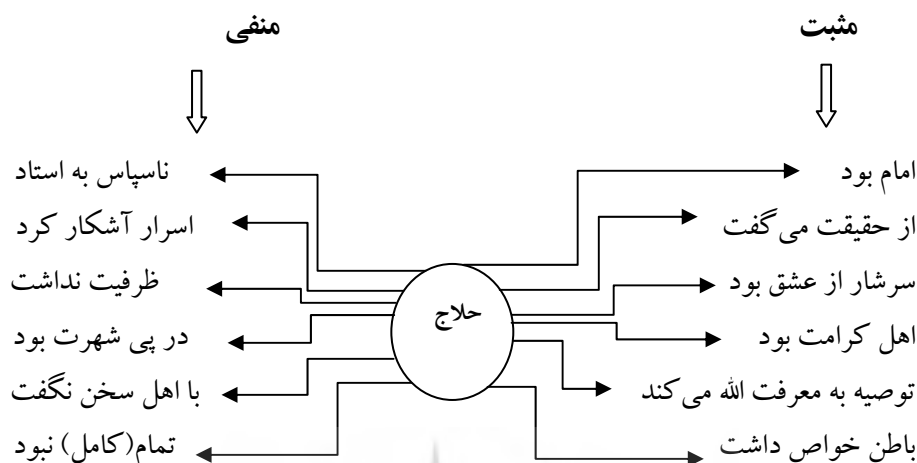 مثبت
منفی
امام بود
ناسپاس به استاد
از حقیقت می‌گفت
اسرار آشکار کرد
سرشار از عشق بود
ظرفیت نداشت
حلاج
اهل کرامت بود
در پی شهرت بود
توصیه به معرفت الله می‌کند
با اهل سخن نگفت
باطن خواص داشت
تمام(کامل) نبود